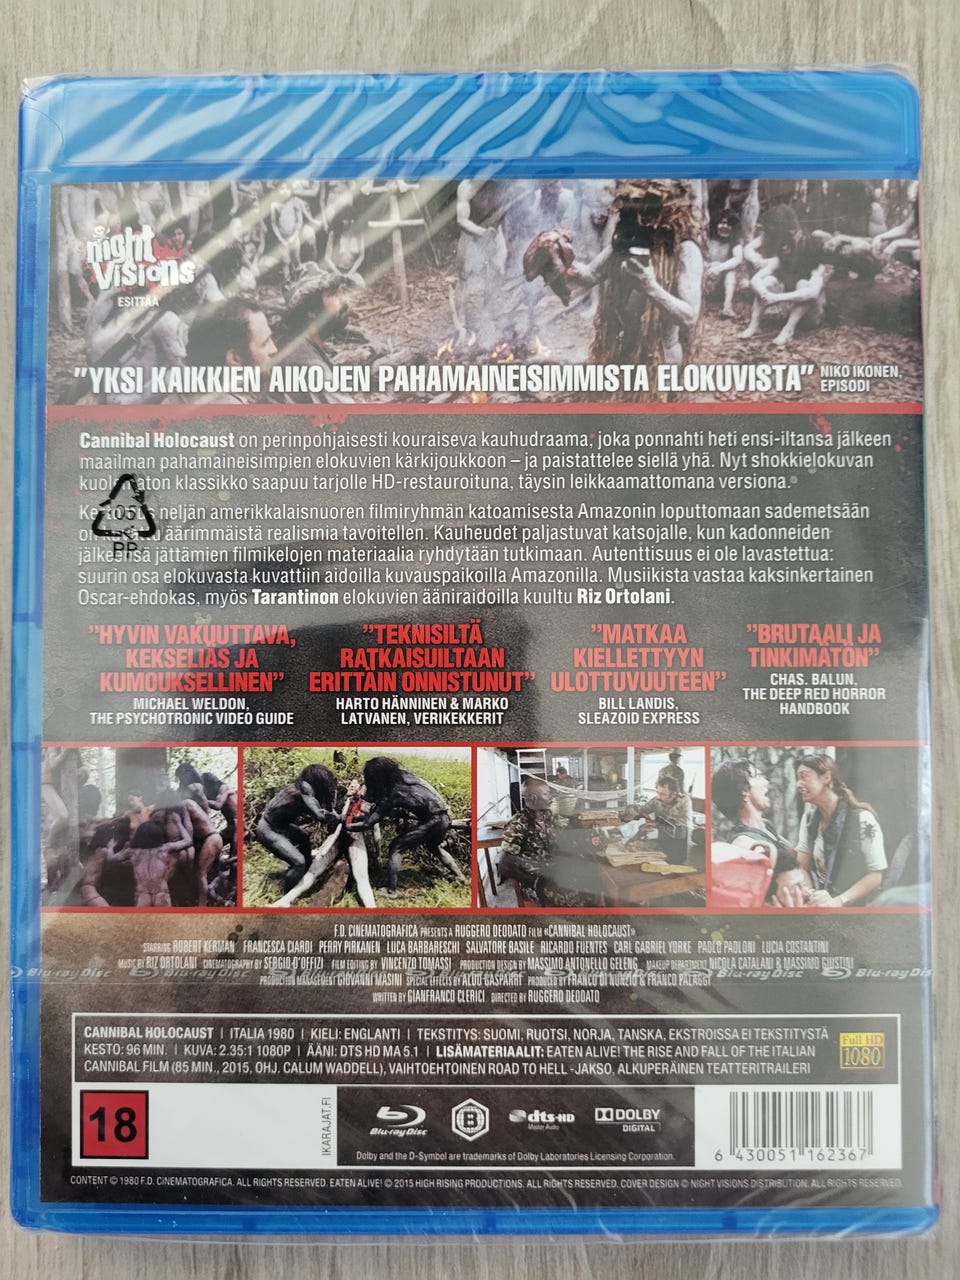 night
Visions
ESITTÄÄ
"YKSI KAIKKIEN AIKOJEN PAHAMAINEISIMMISTA ELOKUVISTA" NIKO IKONEN,
EPISODI
Cannibal Holocaust on perinpohjaisesti kouraiseva kauhudraama, joka ponnahti heti ensi-iltansa jälkeen
maailman pahamaineisimpien elokuvien kärkijoukkoon – ja paistattelee siellä yhä. Nyt shokkielokuvan
kuolematon klassikko saapuu tarjolle HD-restauroituna, täysin leikkaamattomana versiona.
neljän amerikkalaisnuoren filmiryhmän katoamisesta Amazonin loputtomaan sademetsään
on äärimmäistä realismia tavoitellen. Kauheudet paljastuvat katsojalle, kun kadonneiden
jälkeensä jättämien filmikelojen materiaalia ryhdytään tutkimaan. Autenttisuus ei ole lavastettua:
suurin osa elokuvasta kuvattiin aidoilla kuvauspaikoilla Amazonilla. Musiikista vastaa kaksinkertainen
Oscar-ehdokas, myös Tarantinon elokuvien ääniraidoilla kuultu Riz Ortolani.
05
PP
"HYVIN VAKUUTTAVA,
KEKSELIÄS JA
KUMOUKSELLINEN"
MICHAEL WELDON,
THE PSYCHOTRONIC VIDEO GUIDE
"TEKNISILTÄ
RATKAISUILTAAN
ERITTÄIN ONNISTUNUT"
HARTO HÄNNINEN & MARKO
LATVANEN, VERIKEKKERIT
"MATKAA
KIELLETTYYN
ULOTTUVUUTEEN"
BILL LANDIS,
SLEAZOID EXPRESS
"BRUTAALI JA
TINKIMÄTÖN"
CHAS. BALUN,
THE DEEP RED HORROR
HANDBOOK
F.D. CINEMATOGRAFICA PRESENTS A RUGGERO DEODATO FILM «CANNIBAL HOLOCAUST»
STARRING ROBERT KERMAN FRANCESCA CIARDI PERRY PIRKANEN LUCA BARBARESCHI SALVATORE BASILE RICARDO FUENTES CARL GABRIEL YORKE PAOLO PAOLONI LUCIA COSTANTINI
MUSIC BY RIZ ORTOLANI CINEMATOGRAPHY BY SERGIO D'OFFIZI FILM EDITING BY VINCENZO TOMASSI PRODUCTION DESIGN BY MASSIMO ANTONELLO GELENG MAKEUP DEPARTMENT NICOLA CATALANI & MASSIMO GIUSTINI
Blu-ray Disc Blu-ray Disc Blu-ray Disc
PRODUCTION MANAGEMENT GIOVANNI MASINI SPECIAL EFFECTS BY ALDO GASPARRI PRODUCED BY FRANCO DI NUNZIO & FRANCO PALAGGI
WRITTEN BY GIANFRANCO CLERICI DIRECTED BY RUGGERO DEODATO
CANNIBAL HOLOCAUST | ITALIA 1980 | KIELI: ENGLANTI | TEKSTITYS: SUOMI, RUOTSI, NORJA, TANSKA, EKSTROISSA EI TEKSTITYSTÄ
KESTO: 96 MIN. | KUVA: 2.35:1 1080P | ÄÄNI: DTS HD MA 5.1 | LISÄMATERIAALIT: EATEN ALIVE! THE RISE AND FALL OF THE ITALIAN
CANNIBAL FILM (85 MIN., 2015, OHJ. CALUM WADDELL), VAIHTOEHTOINEN ROAD TO HELL -JAKSO, ALKUPERÄINEN TEATTERITRAILERI
Full HD
1080
18
IKARAJAT.FI
Blu-ray Disc
B
dts-HD
Master Audio
DOLBY
DIGITAL
Dolby and the D-Symbol are trademarks of Dolby Laboratories Licensing Corporation.
6 430051 162367
CONTENT © 1980 F.D. CINEMATOGRAFICA. ALL RIGHTS RESERVED. EATEN ALIVE! © 2015 HIGH RISING PRODUCTIONS. ALL RIGHTS RESERVED. COVER DESIGN © NIGHT VISIONS DISTRIBUTION. ALL RIGHTS RESERVED.